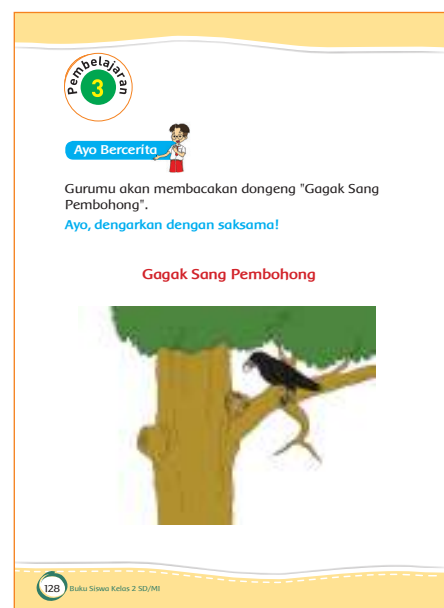 Pembelajaran
3
Ayo Bercerita
Gurumu akan membacakan dongeng "Gagak Sang
Pembohong".
Ayo, dengarkan dengan saksama!
Gagak Sang Pembohong
128 Buku Siswa Kelas 2 SD/MI